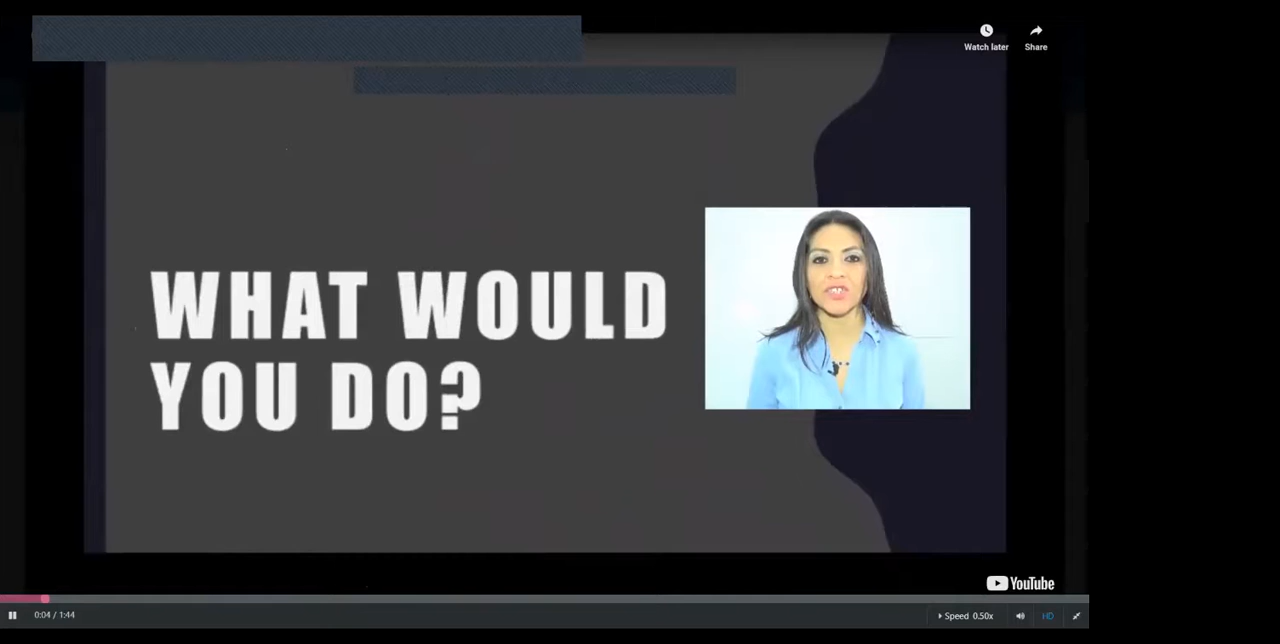 Watch later
Share
WHAT WOULD
YOU DO?
YouTube
0:04 / 1:44
Speed 0.50x
HD